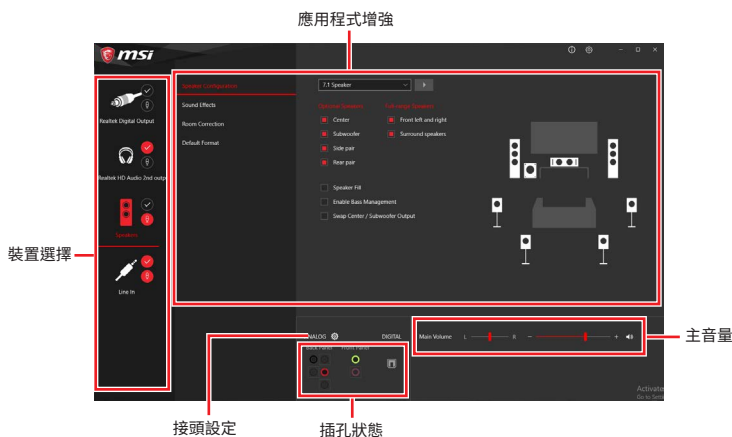 應用程式增強
msi
Realtek Digital Output
Realtek HD Audio 2nd outp
Speakers
Line In
Speaker Configuration
Sound Effects
Room Correction
Default Format
7.1 Speaker
Optional Speakers
Full-range Speakers
Center
Front left and right
Subwoofer
Surround speakers
Side pair
Rear pair
Speaker Fill
Enable Bass Management
Swap Center / Subwoofer Output
裝置選擇
ANALOG
DIGITAL
Back Panel
Front Panel
Main Volume
L
R
主音量
Activate
Go to Setti
接頭設定
插孔狀態